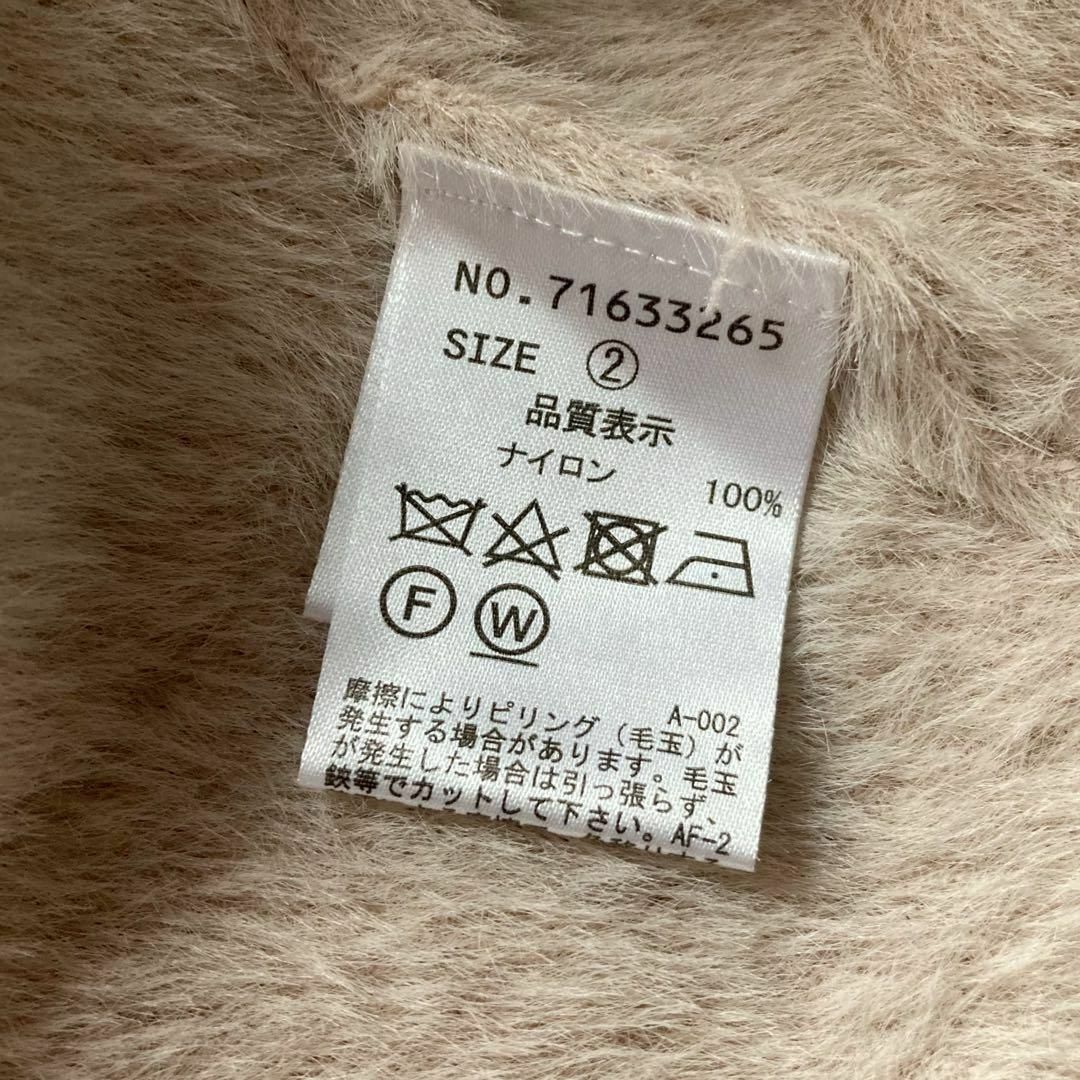 NO.71633265
SIZE ②
品質表示
ナイロン 100%
F W
A-002
摩擦によりピリング(毛玉)が
発生する場合があります。毛玉
が発生した場合は引っ張らず、
鋏等でカットして下さい。AF-2